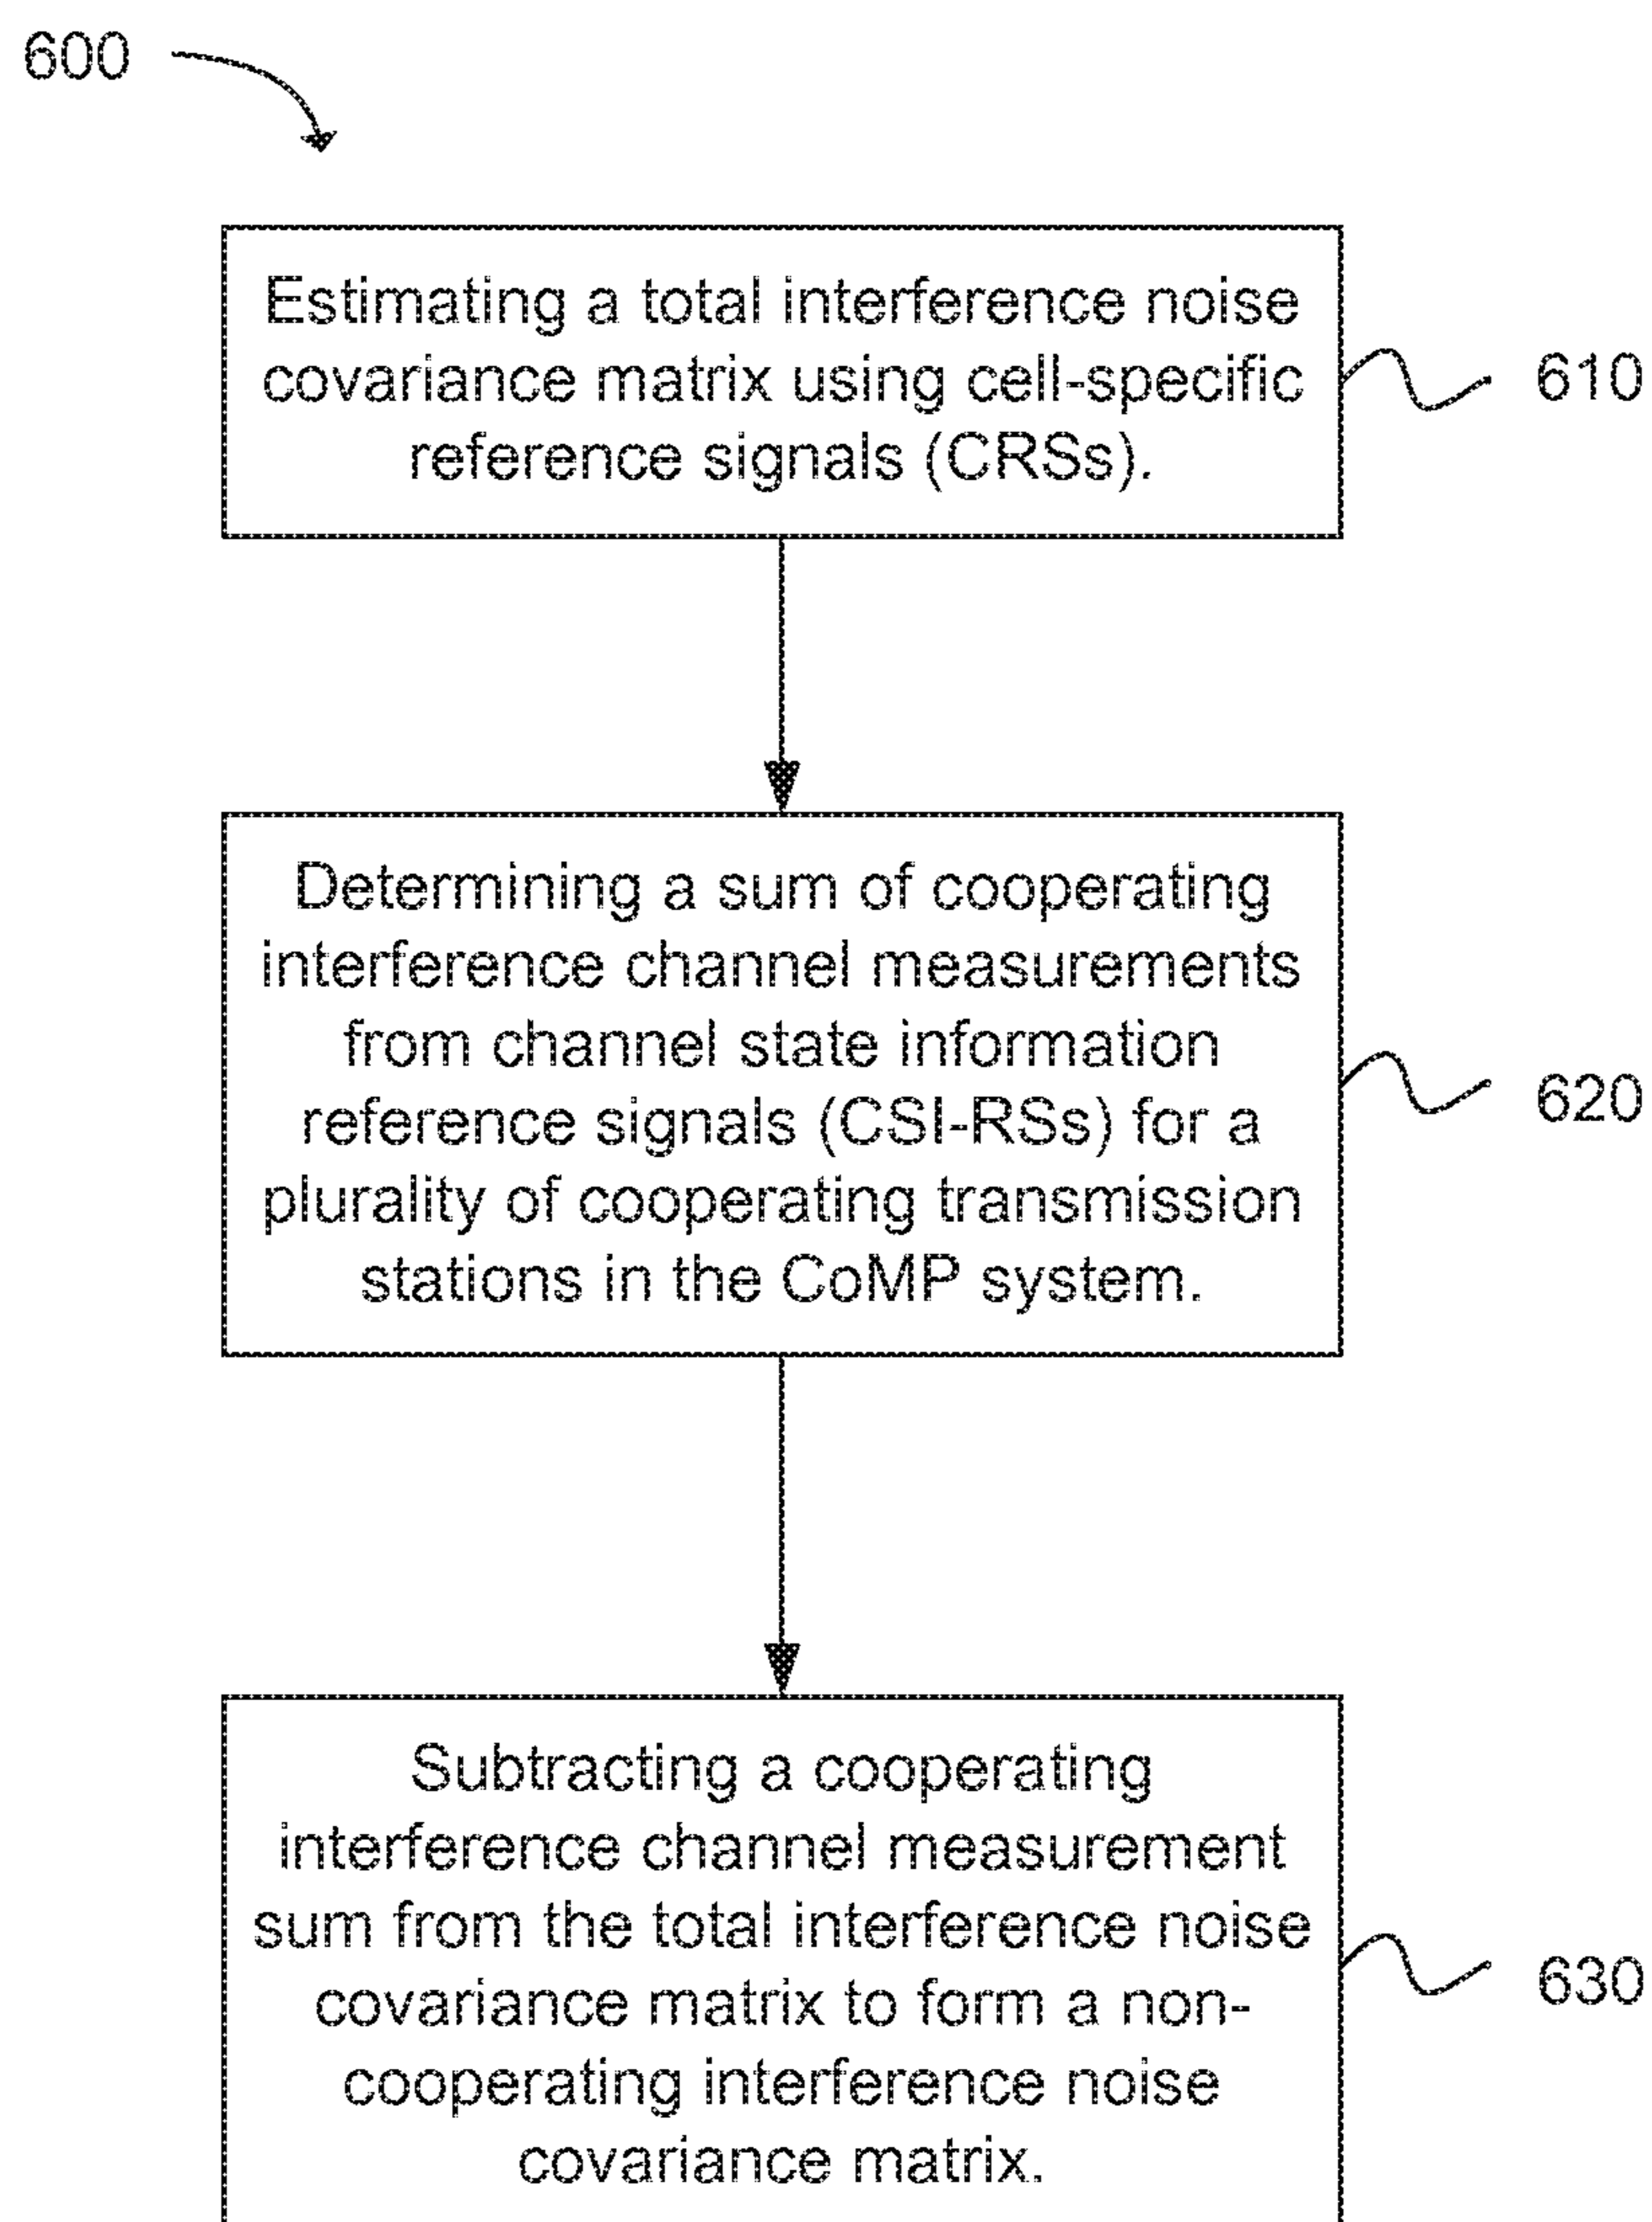 600
Estimating a total interference noise
covariance matrix using cell-specific
reference signals (CRSs).
610
Determining a sum of cooperating
interference channel measurements
from channel state information
reference signals (CSI-RSs) for a
plurality of cooperating transmission
stations in the CoMP system.
620
Subtracting a cooperating
interference channel measurement
sum from the total interference noise
covariance matrix to form a non-
cooperating interference noise
covariance matrix.
630